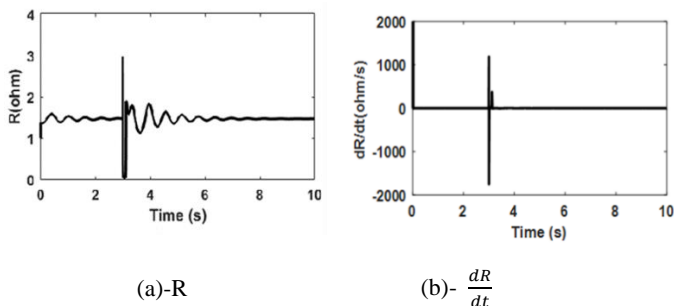 R(ohm)
4
3
2
1
0
0 2 4 6 8 10
Time (s)
(a)-R
dR/dt(ohm/s)
2000
1000
0
-1000
-2000
0 2 4 6 8 10
Time (s)
(b)- dR/dt